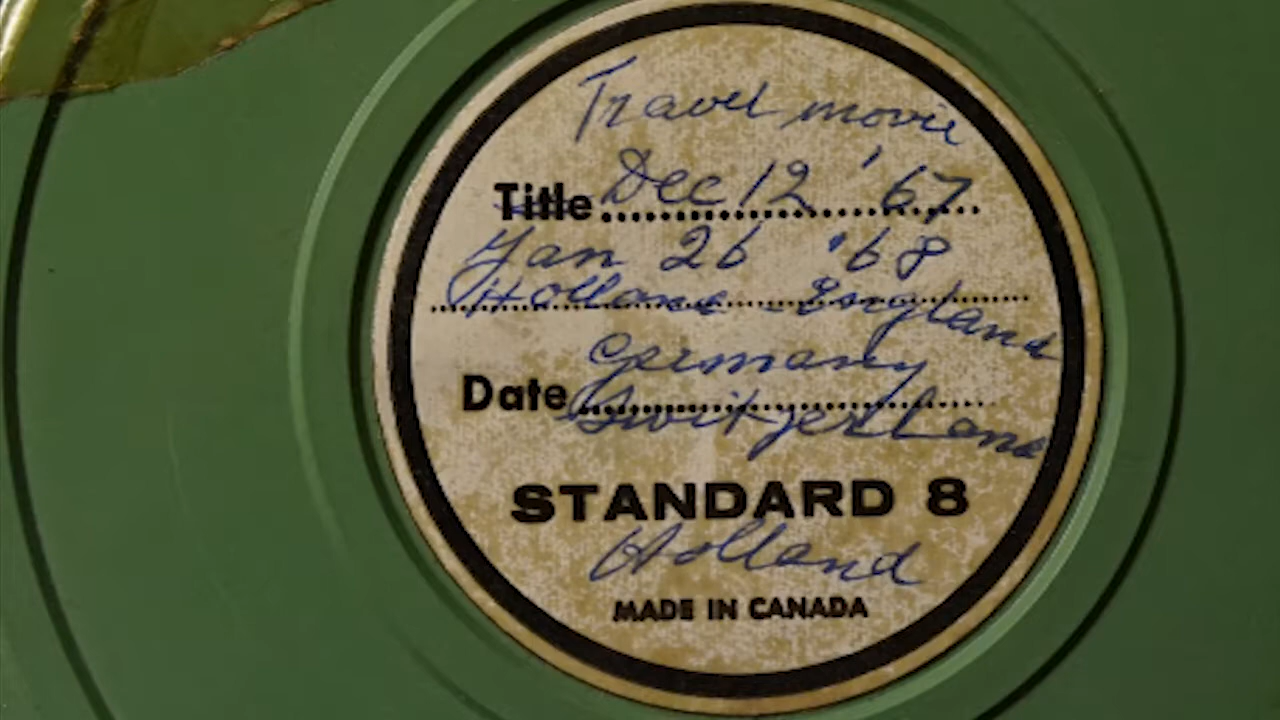 Travel movie
Title Dec 12 '67
Jan 26 '68
Holland - England
Germany
Date Switzerland
STANDARD 8
Holland
MADE IN CANADA